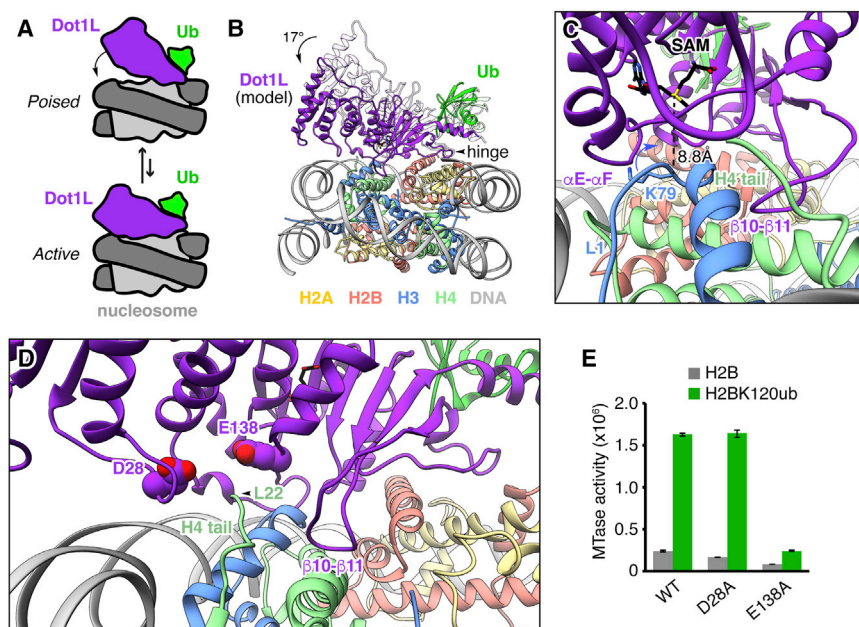 A
Dot1L
Ub
Poised
Dot1L
Ub
Active
nucleosome
B
17°
Dot1L
(model)
Ub
hinge
H2A H2B H3 H4 DNA
C
SAM
8.8Å
αE-αF
K79
H4 tail
L1
β10-β11
D
E138
D28
L22
H4 tail
β10-β11
E
H2B
H2BK120ub
MTase activity (x10⁶)
2.0
1.5
1.0
0.5
0
WT
D28A
E138A